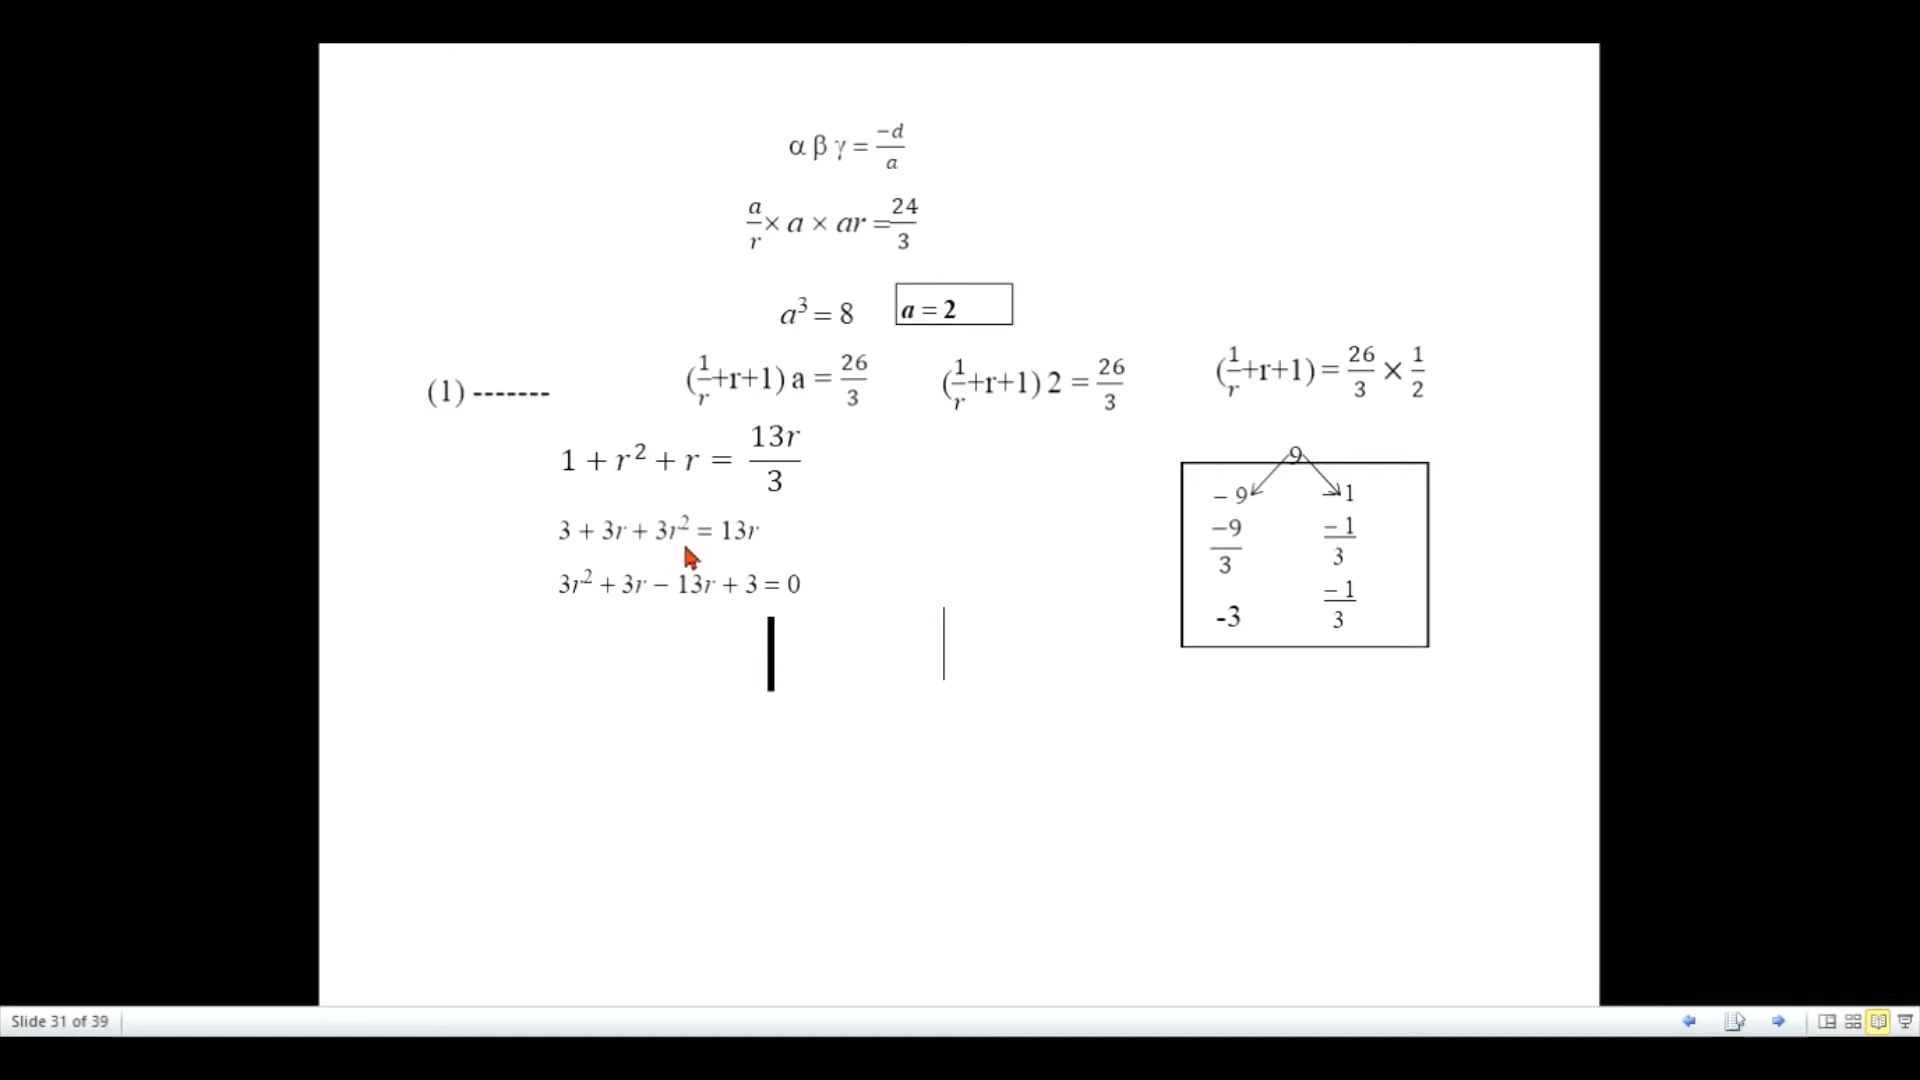 α β γ = −d/a
a/r × a × ar = 24/3
a³ = 8 a = 2
(1) ------- (1/r+r+1) a = 26/3 (1/r+r+1) 2 = 26/3 (1/r+r+1) = 26/3 × 1/2
1 + r² + r = 13r/3
3 + 3r + 3r² = 13r
3r² + 3r − 13r + 3 = 0
9
− 9 1
−9/3 − 1/3
-3 − 1/3
Slide 31 of 39